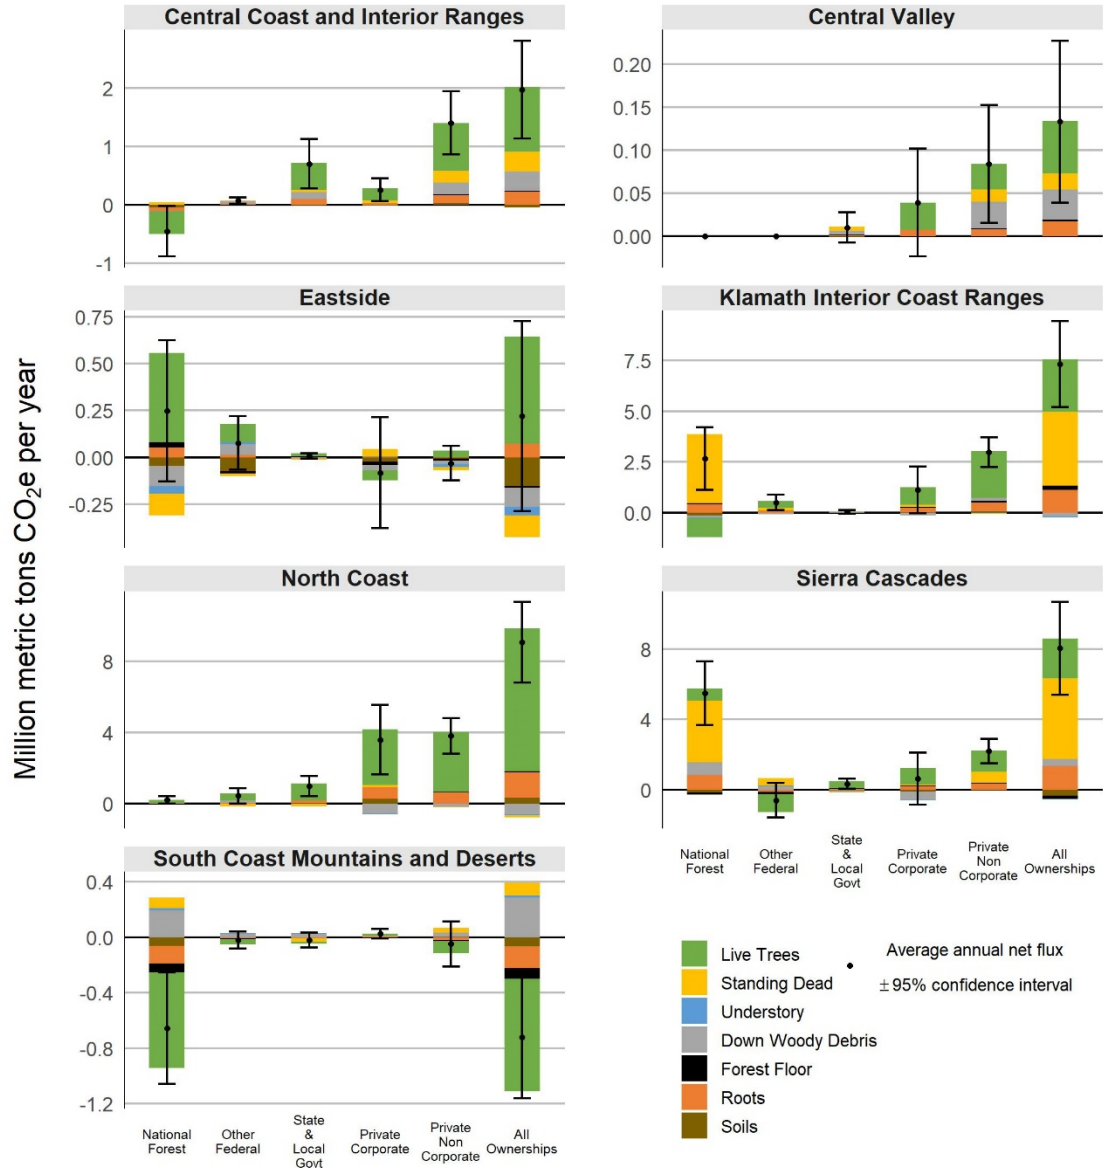 Central Coast and Interior Ranges
2
1
0
-1
Central Valley
0.20
0.15
0.10
0.05
0.00
Eastside
0.75
0.50
0.25
0.00
-0.25
Klamath Interior Coast Ranges
7.5
5.0
2.5
0.0
North Coast
8
4
0
Sierra Cascades
8
4
0
National
Forest
Other
Federal
State
&
Local
Govt
Private
Corporate
Private
Non
Corporate
All
Ownerships
South Coast Mountains and Deserts
0.4
0.0
-0.4
-0.8
-1.2
National
Forest
Other
Federal
State
&
Local
Govt
Private
Corporate
Private
Non
Corporate
All
Ownerships
Million metric tons CO₂e per year
Live Trees
Standing Dead
Understory
Down Woody Debris
Forest Floor
Roots
Soils
Average annual net flux
±95% confidence interval